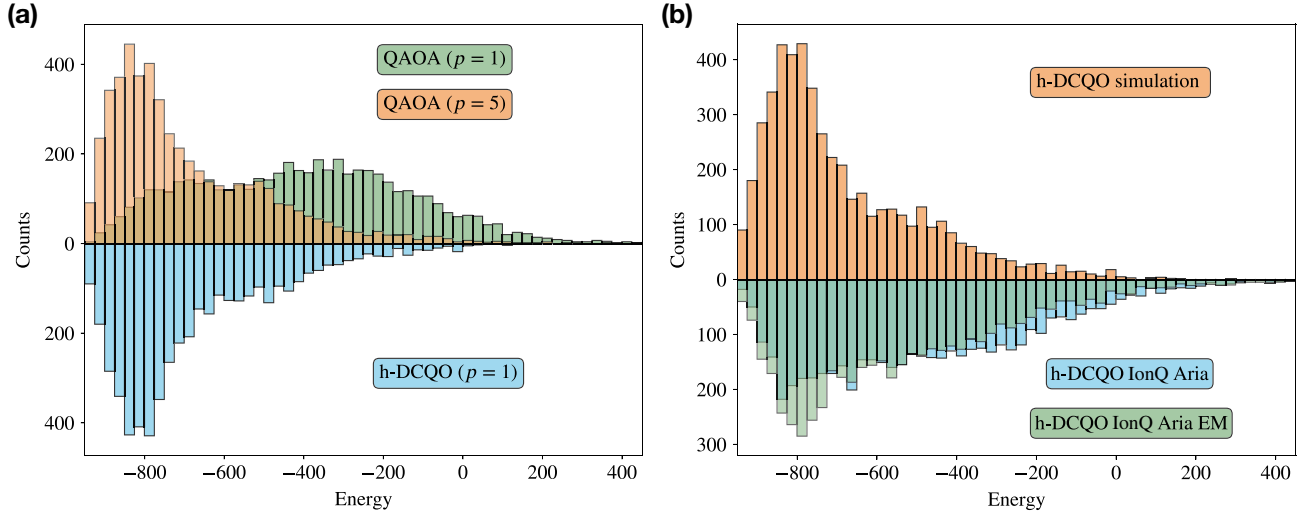 (a)
QAOA (p = 1)
QAOA (p = 5)
h-DCQO (p = 1)
Counts
400
200
0
200
400
−800
−600
−400
−200
0
200
400
Energy
(b)
h-DCQO simulation
h-DCQO IonQ Aria
h-DCQO IonQ Aria EM
Counts
400
300
200
100
0
100
200
300
−800
−600
−400
−200
0
200
400
Energy